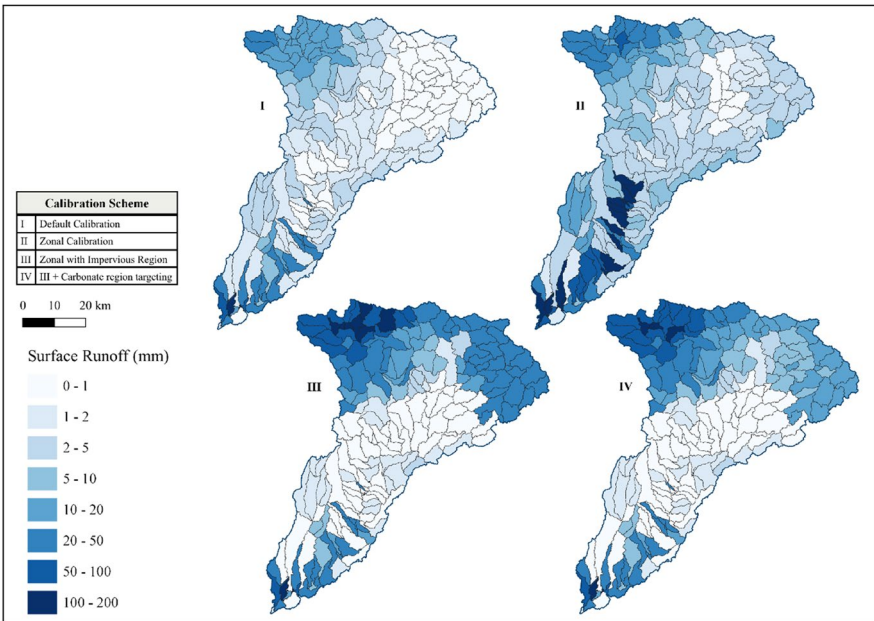 I
II
Calibration Scheme
I Default Calibration
II Zonal Calibration
III Zonal with Impervious Region
IV III + Carbonate region targeting
0 10 20 km
Surface Runoff (mm)
III
IV
0 - 1
1 - 2
2 - 5
5 - 10
10 - 20
20 - 50
50 - 100
100 - 200